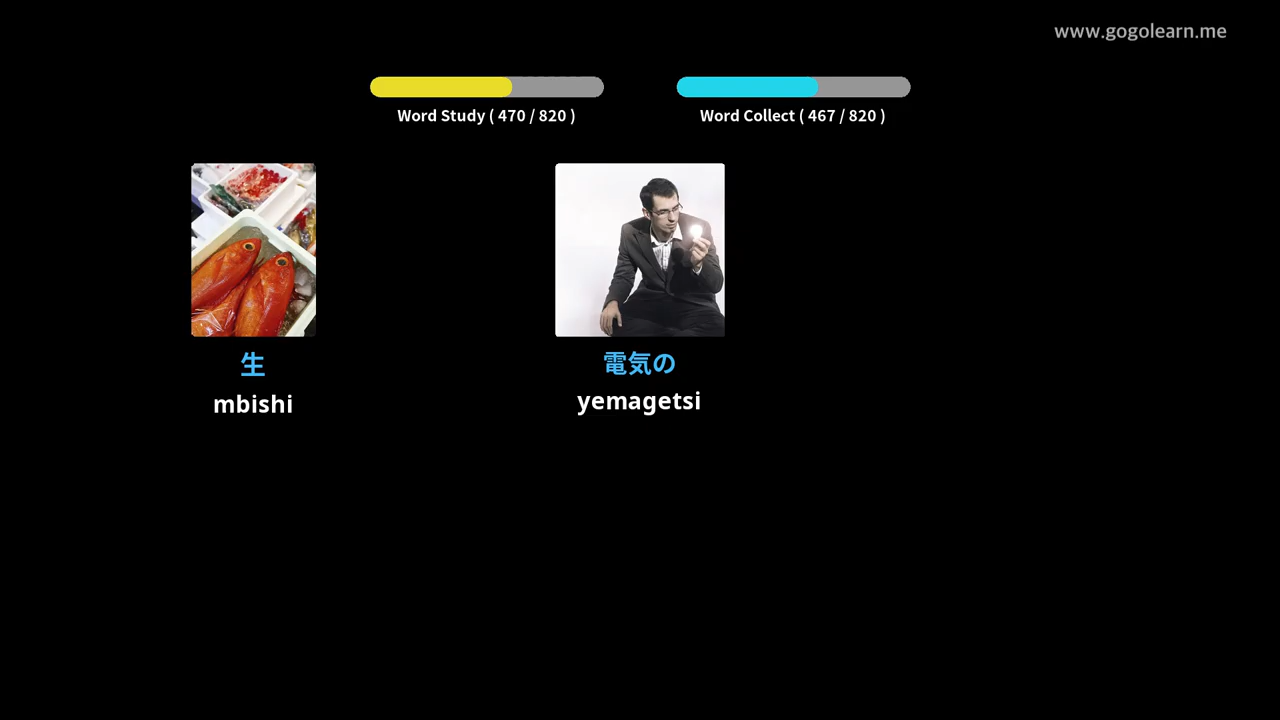 www.gogolearn.me
Word Study ( 470 / 820 )
Word Collect ( 467 / 820 )
生
mbishi
電気の
yemagetsi